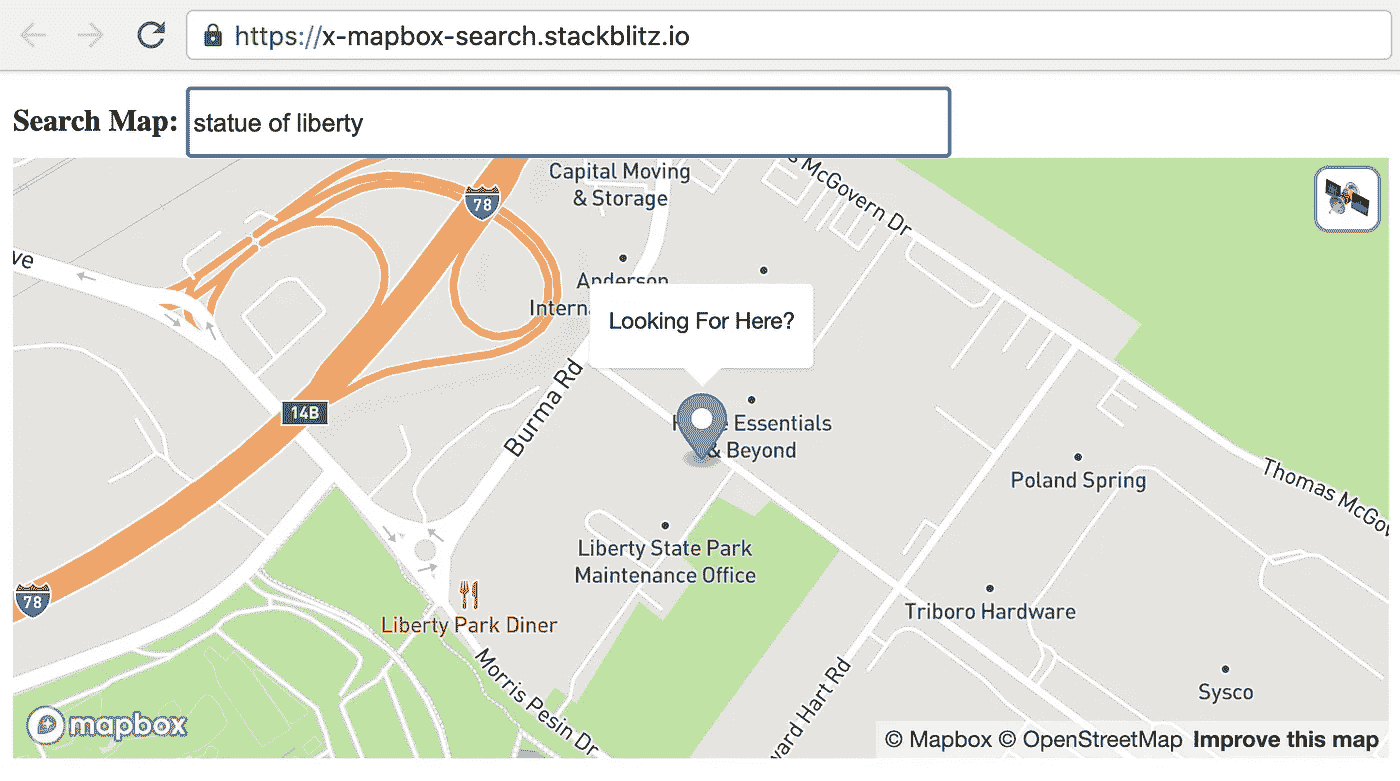 https://x-mapbox-search.stackblitz.io
Search Map:
statue of liberty
Capital Moving
& Storage
McGovern Dr
78
ve
Anderson
Looking For Here?
14B
Burma Rd
Essentials
& Beyond
Poland Spring
Thomas McGov
Liberty State Park
Maintenance Office
78
Liberty Park Diner
Triboro Hardware
Morris Pesin Dr
ward Hart Rd
Sysco
mapbox
© Mapbox © OpenStreetMap Improve this map